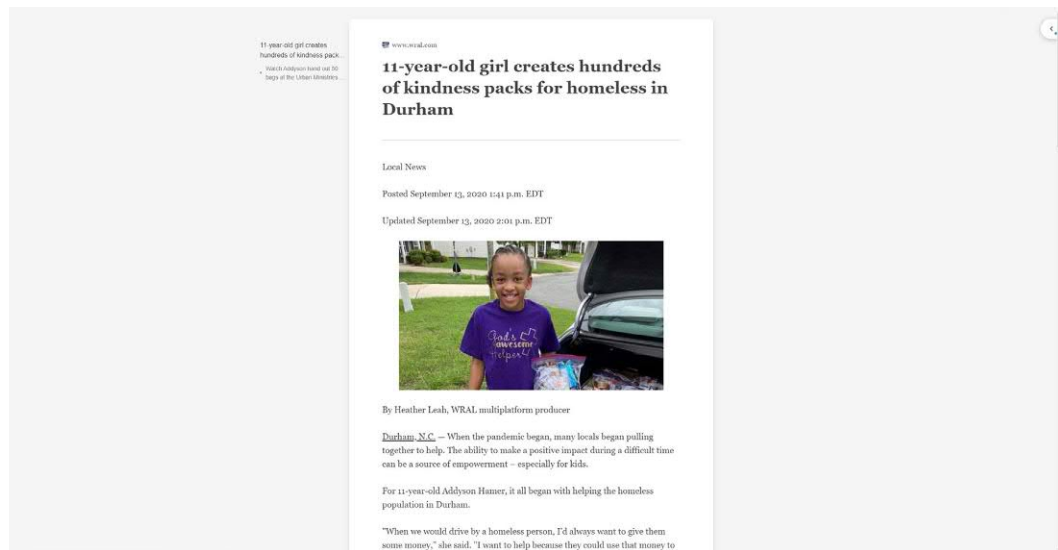 11-year-old girl creates
hundreds of kindness pack...
Watch Addyson hand out 50
bags at the Urban Ministries ...
www.wral.com
11-year-old girl creates hundreds
of kindness packs for homeless in
Durham
Local News
Posted September 13, 2020 1:41 p.m. EDT
Updated September 13, 2020 2:01 p.m. EDT
God's
awesome
Helper
By Heather Leah, WRAL multiplatform producer
Durham, N.C. — When the pandemic began, many locals began pulling
together to help. The ability to make a positive impact during a difficult time
can be a source of empowerment – especially for kids.
For 11-year-old Addyson Hamer, it all began with helping the homeless
population in Durham.
"When we would drive by a homeless person, I'd always want to give them
some money," she said. "I want to help because they could use that money to